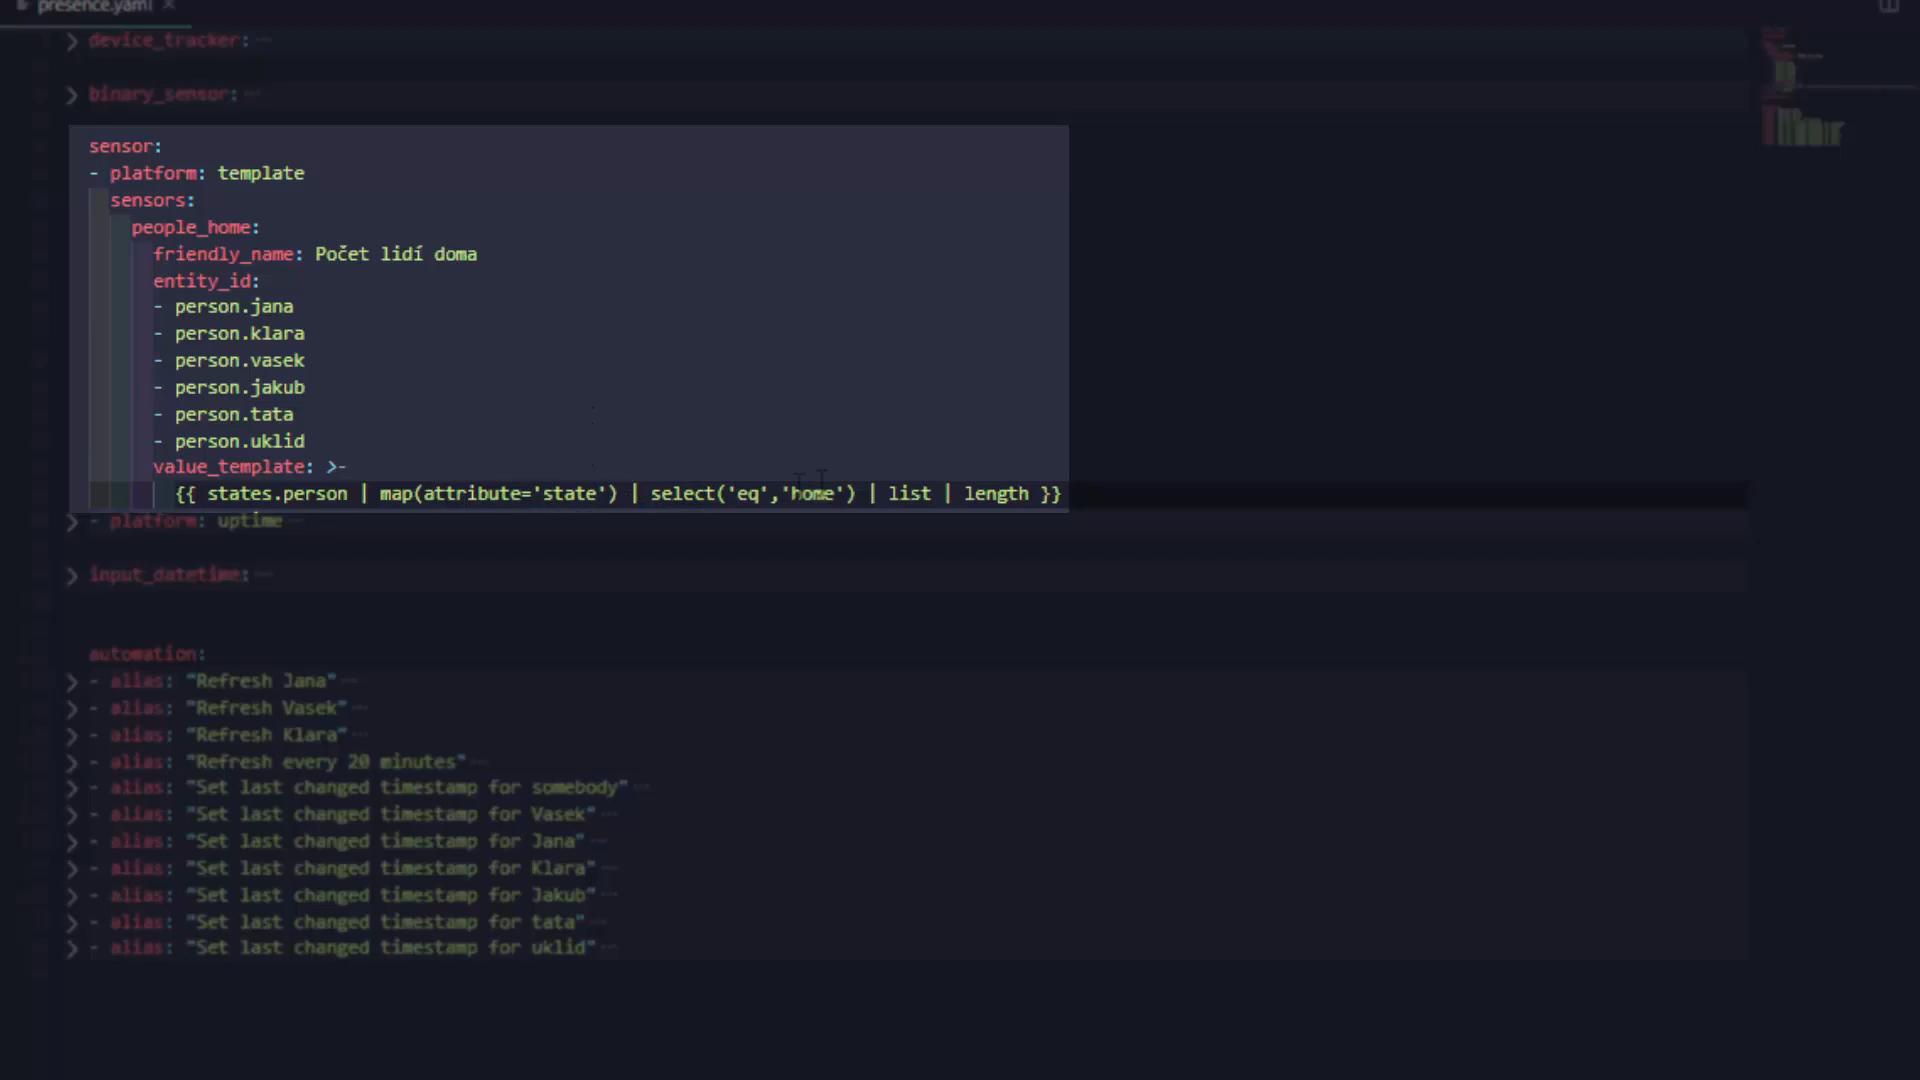 presence.yaml
device_tracker:
binary_sensor:
sensor:
- platform: template
sensors:
people_home:
friendly_name: Počet lidí doma
entity_id:
- person.jana
- person.klara
- person.vasek
- person.jakub
- person.tata
- person.uklid
value_template: >-
{{ states.person | map(attribute='state') | select('eq','home') | list | length }}
- platform: uptime
input_datetime:
automation:
- alias: "Refresh Jana"
- alias: "Refresh Vasek"
- alias: "Refresh Klara"
- alias: "Refresh every 20 minutes"
- alias: "Set last changed timestamp for somebody"
- alias: "Set last changed timestamp for Vasek"
- alias: "Set last changed timestamp for Jana"
- alias: "Set last changed timestamp for Klara"
- alias: "Set last changed timestamp for Jakub"
- alias: "Set last changed timestamp for tata"
- alias: "Set last changed timestamp for uklid"